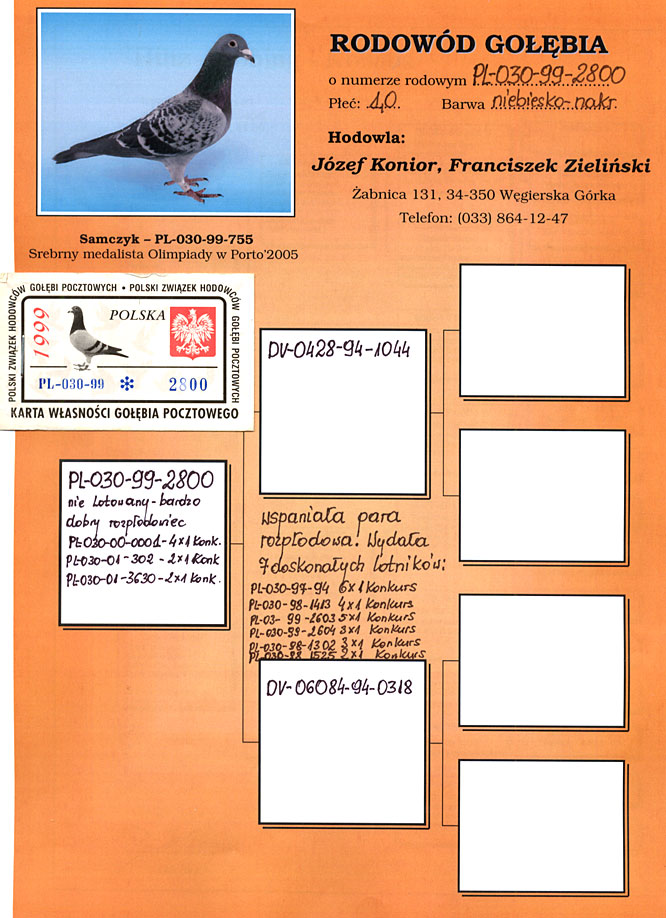 RODOWÓD GOŁĘBIA
o numerze rodowym PL-030-99-2800
Płeć: 1,0. Barwa niebiesko-nakr.
Hodowla:
Józef Konior, Franciszek Zieliński
Żabnica 131, 34-350 Węgierska Górka
Telefon: (033) 864-12-47
Samczyk – PL-030-99-755
Srebrny medalista Olimpiady w Porto'2005
POLSKI ZWIĄZEK HODOWCÓW GOŁĘBI POCZTOWYCH • POLSKI ZWIĄZEK HODOWCÓW GOŁĘBI POCZTOWYCH
1999
POLSKA
PL-030-99 ✻ 2800
KARTA WŁASNOŚCI GOŁĘBIA POCZTOWEGO
DV-0428-94-1044
PL-030-99-2800
nie lotowany-bardzo
dobry rozpłodowiec
PL-030-00-0001-4x1 Konk.
PL-030-01-302-2x1 Konk
PL-030-01-3630-2x1 Konk.
wspaniała para
rozpłodowa. Wydała
7 doskonałych lotników:
PL-030-97-94 6x1 Konkurs
PL-030-98-1413 4x1 Konkurs
PL-03-99-2603 5x1 Konkurs
PL-030-99-2604 3x1 Konkurs
PL-030-98-1302 3x1 Konkurs
PL-030-98 1525 2x1 Konkurs
DV-06084-94-0318